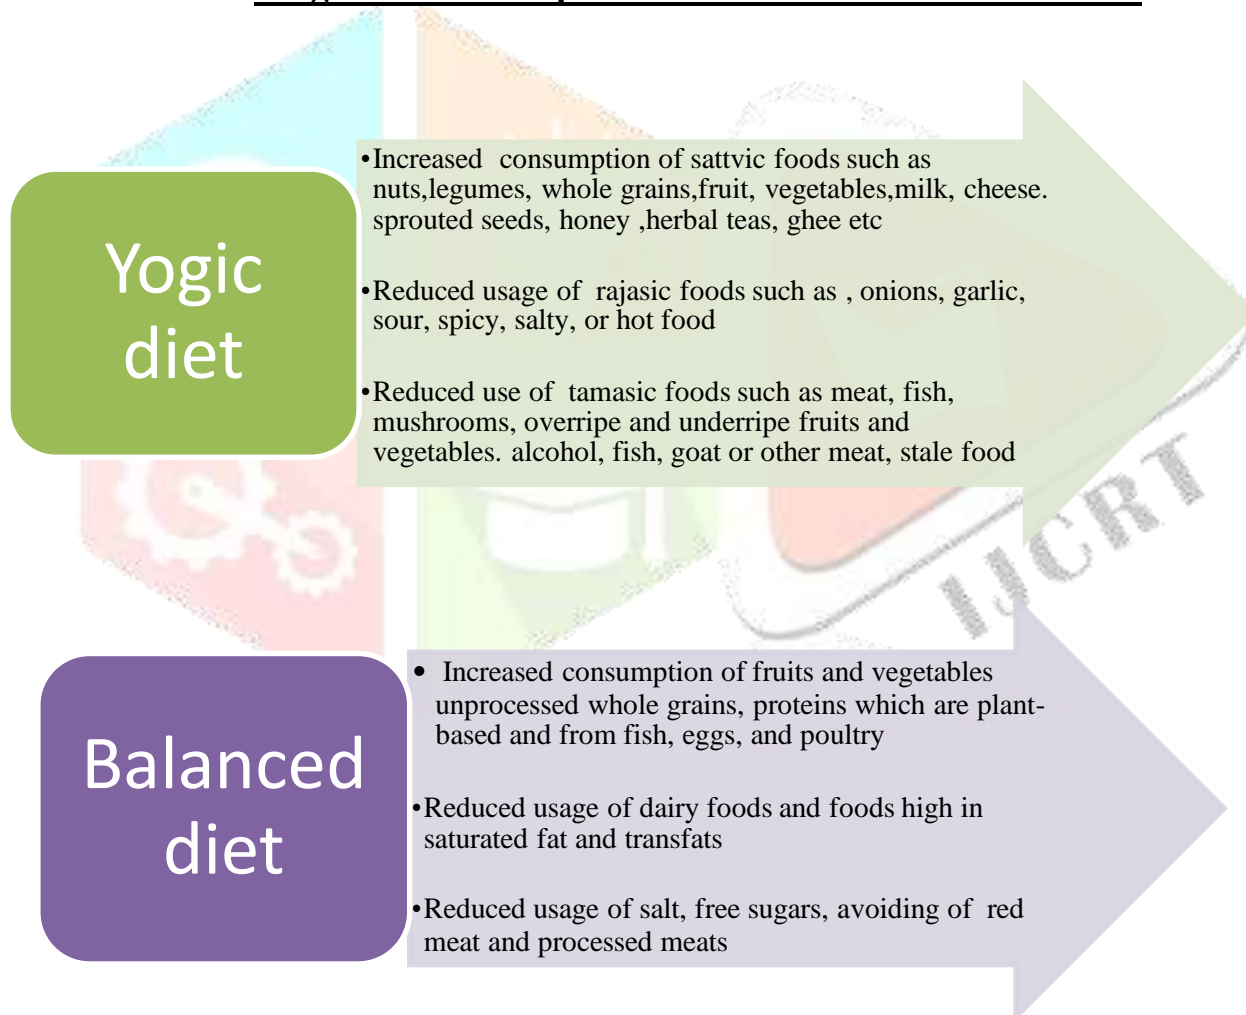 •Increased  consumption of sattvic foods such as
nuts,legumes, whole grains,fruit, vegetables,milk, cheese.
sprouted seeds, honey ,herbal teas, ghee etc
Yogic
diet
•Reduced usage of  rajasic foods such as , onions, garlic,
sour, spicy, salty, or hot food
•Reduced use of  tamasic foods such as meat, fish,
mushrooms, overripe and underripe fruits and
vegetables. alcohol, fish, goat or other meat, stale food
IJCRT
• Increased consumption of fruits and vegetables
unprocessed whole grains, proteins which are plant-
based and from fish, eggs, and poultry
Balanced
diet
•Reduced usage of dairy foods and foods high in
saturated fat and transfats
•Reduced usage of salt, free sugars, avoiding of  red
meat and processed meats